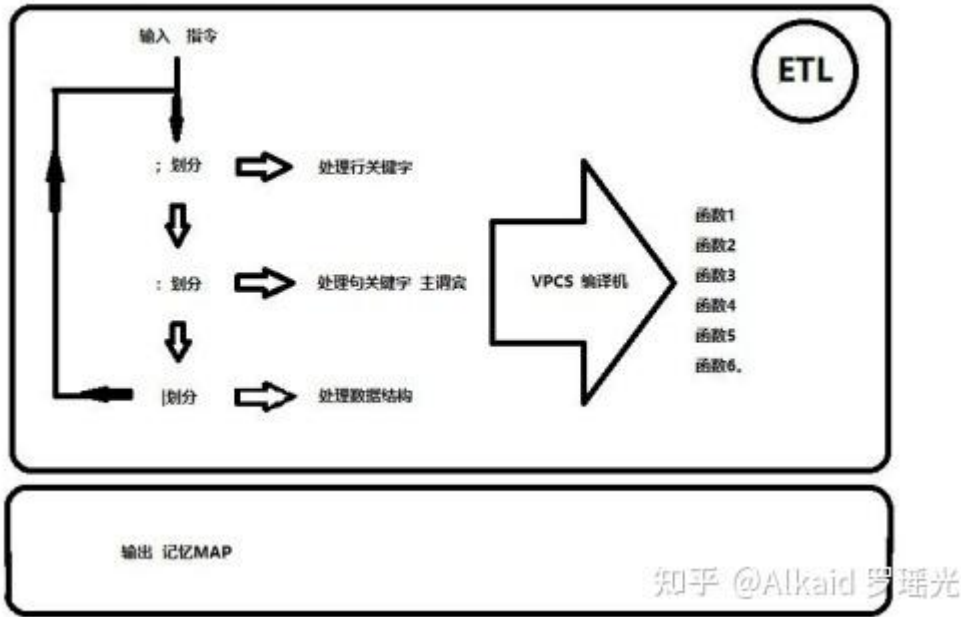 输入 指令
ETL
; 划分
处理行关键字
: 划分
处理句关键字 主谓宾
|划分
处理数据结构
VPCS 编译机
函数1
函数2
函数3
函数4
函数5
函数6。
输出 记忆MAP
知乎 @Alkaid 罗瑶光